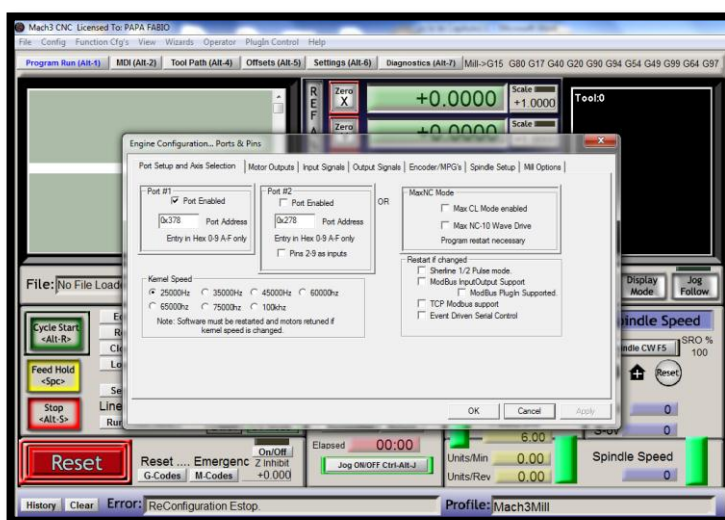 Mach3 CNC Licensed To: PAPA FABIO
File Config Function Cfg's View Wizards Operator PlugIn Control Help
Program Run (Alt-1) MDI (Alt-2) Tool Path (Alt-4) Offsets (Alt-5) Settings (Alt-6) Diagnostics (Alt-7) Mill->G15 G80 G17 G40 G20 G90 G94 G54 G49 G99 G64 G97
R
E
F
Zero
X
+0.0000
Scale
+1.0000
Tool:0
Zero
+0.0000
Scale
Engine Configuration... Ports & Pins
Port Setup and Axis Selection Motor Outputs Input Signals Output Signals Encoder/MPG's Spindle Setup Mill Options
Port #1
Port Enabled
0x378 Port Address
Entry in Hex 0-9 A-F only
Port #2
Port Enabled
0x278 Port Address
Entry in Hex 0-9 A-F only
Pins 2-9 as inputs
OR
MaxNC Mode
Max CL Mode enabled
Max NC-10 Wave Drive
Program restart necessary
Kernel Speed
25000Hz 35000Hz 45000Hz 60000hz
65000hz 75000hz 100khz
Note: Software must be restarted and motors retuned if
kernel speed is changed.
Restart if changed
Sherline 1/2 Pulse mode.
ModBus InputOutput Support
ModBus PlugIn Supported.
TCP Modbus support
Event Driven Serial Control
OK Cancel Apply
File: No File Load
Display
Mode
Jog
Follow
Cycle Start
<Alt-R>
Feed Hold
<Spc>
Stop
<Alt-S>
Line
indle Speed
ndle CW F5
SRO %
100
Reset
0
6.00
0
Reset
Reset .... Emergenc
G-Codes M-Codes
On/Off
Z Inhibit
+0.000
Elapsed 00:00
Jog ON/OFF Ctrl-Alt-J
Units/Min 0.00
Units/Rev 0.00
Spindle Speed
0
History Clear Error: ReConfiguration Estop. Profile: Mach3Mill